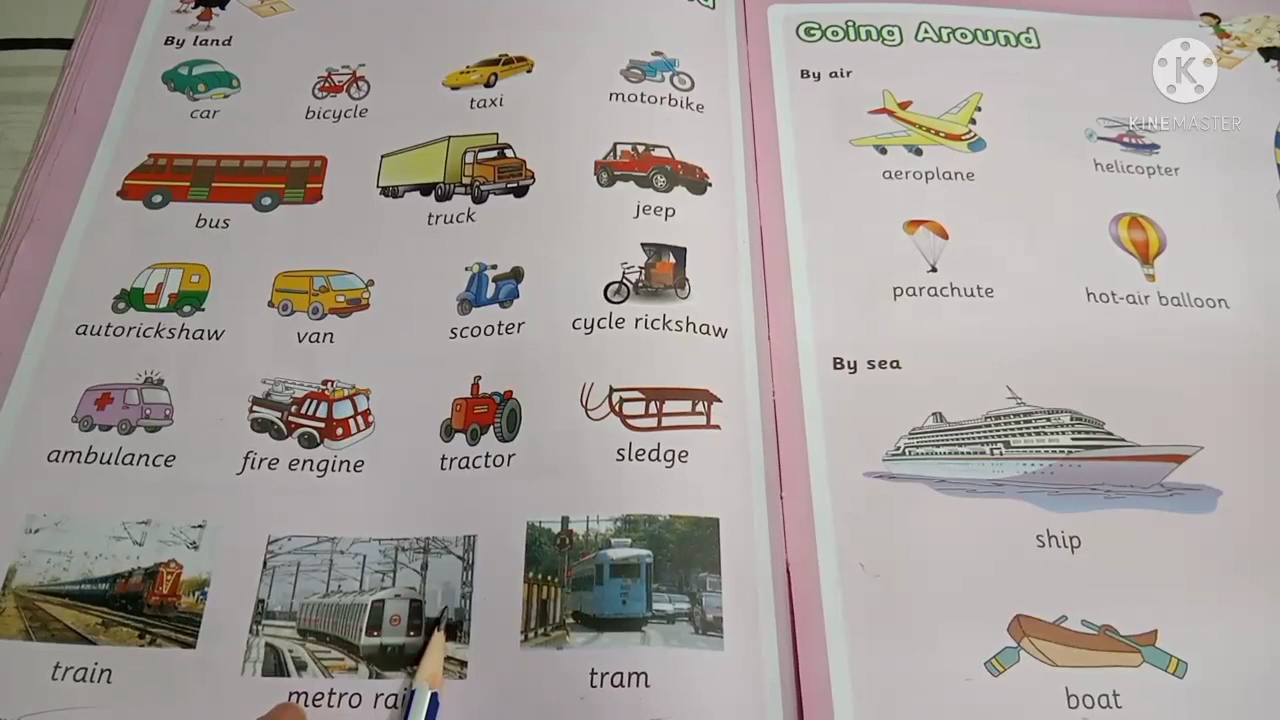 By land
car
bicycle
taxi
motorbike
bus
truck
jeep
autorickshaw
van
scooter
cycle rickshaw
ambulance
fire engine
tractor
sledge
train
metro
tram
Going Around
By air
aeroplane
helicopter
parachute
hot-air balloon
By sea
ship
boat
K
KINEMASTER